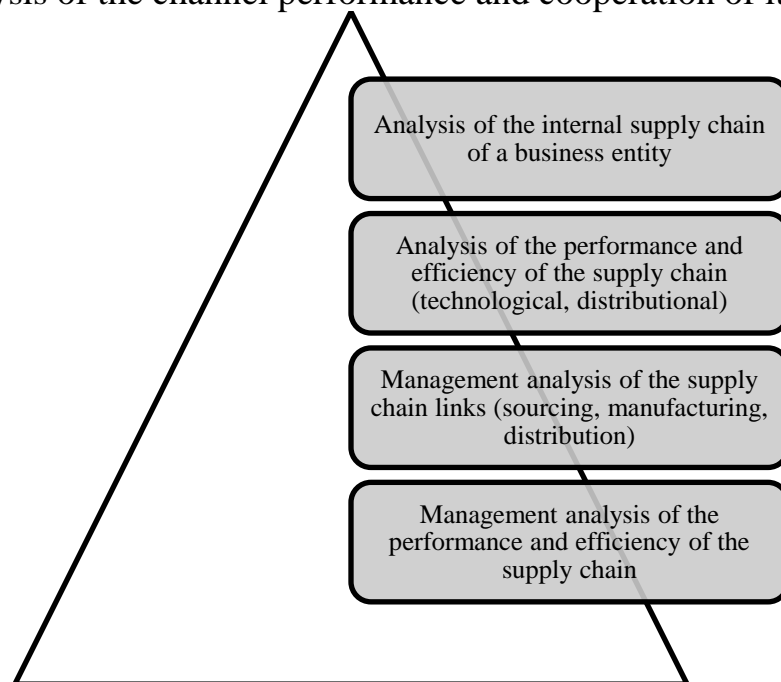 of the channel performance and cooperation of
Analysis of the internal supply chain
of a business entity
Analysis of the performance and
efficiency of the supply chain
(technological, distributional)
Management analysis of the supply
chain links (sourcing, manufacturing,
distribution)
Management analysis of the
performance and efficiency of the
supply chain